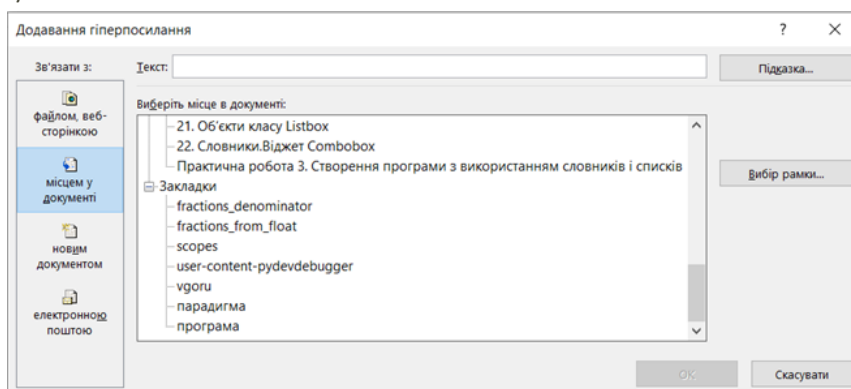 Додавання гіперпосилання
?
Зв'язати з:
Текст:
Підказка...
файлом, веб-
сторінкою
Виберіть місце в документі:
21. Об'єкти класу Listbox
22. Словники.Віджет Combobox
Практична робота 3. Створення програми з використанням словників і списків
місцем у
документі
Вибір рамки...
Закладки
fractions_denominator
fractions_from_float
scopes
user-content-pydevdebugger
vgoru
парадигма
програма
новим
документом
електронною
поштою
ОК
Скасувати